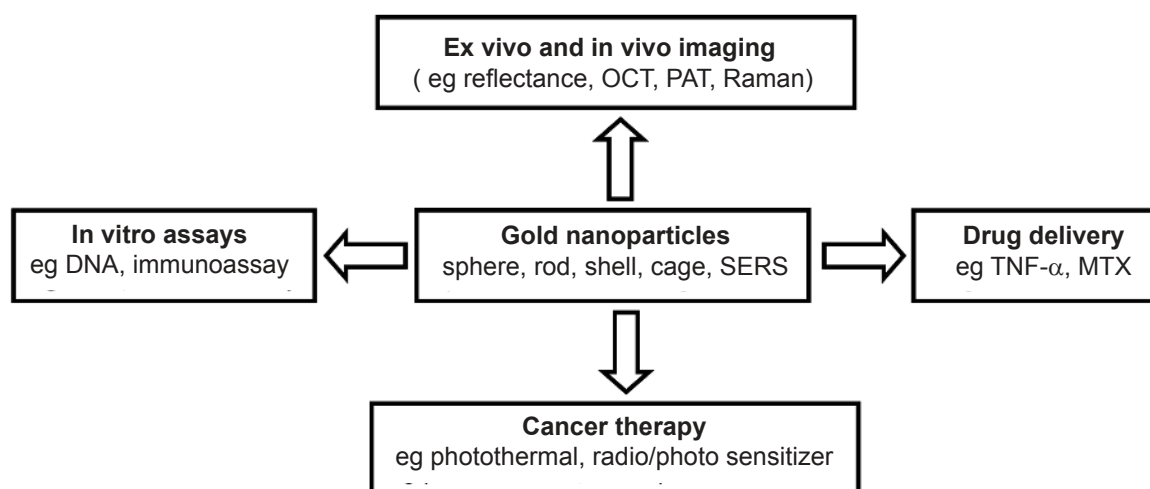 Ex vivo and in vivo imaging
( eg reflectance, OCT, PAT, Raman)
In vitro assays
eg DNA, immunoassay
Gold nanoparticles
sphere, rod, shell, cage, SERS
Drug delivery
eg TNF-α, MTX
Cancer therapy
eg photothermal, radio/photo sensitizer